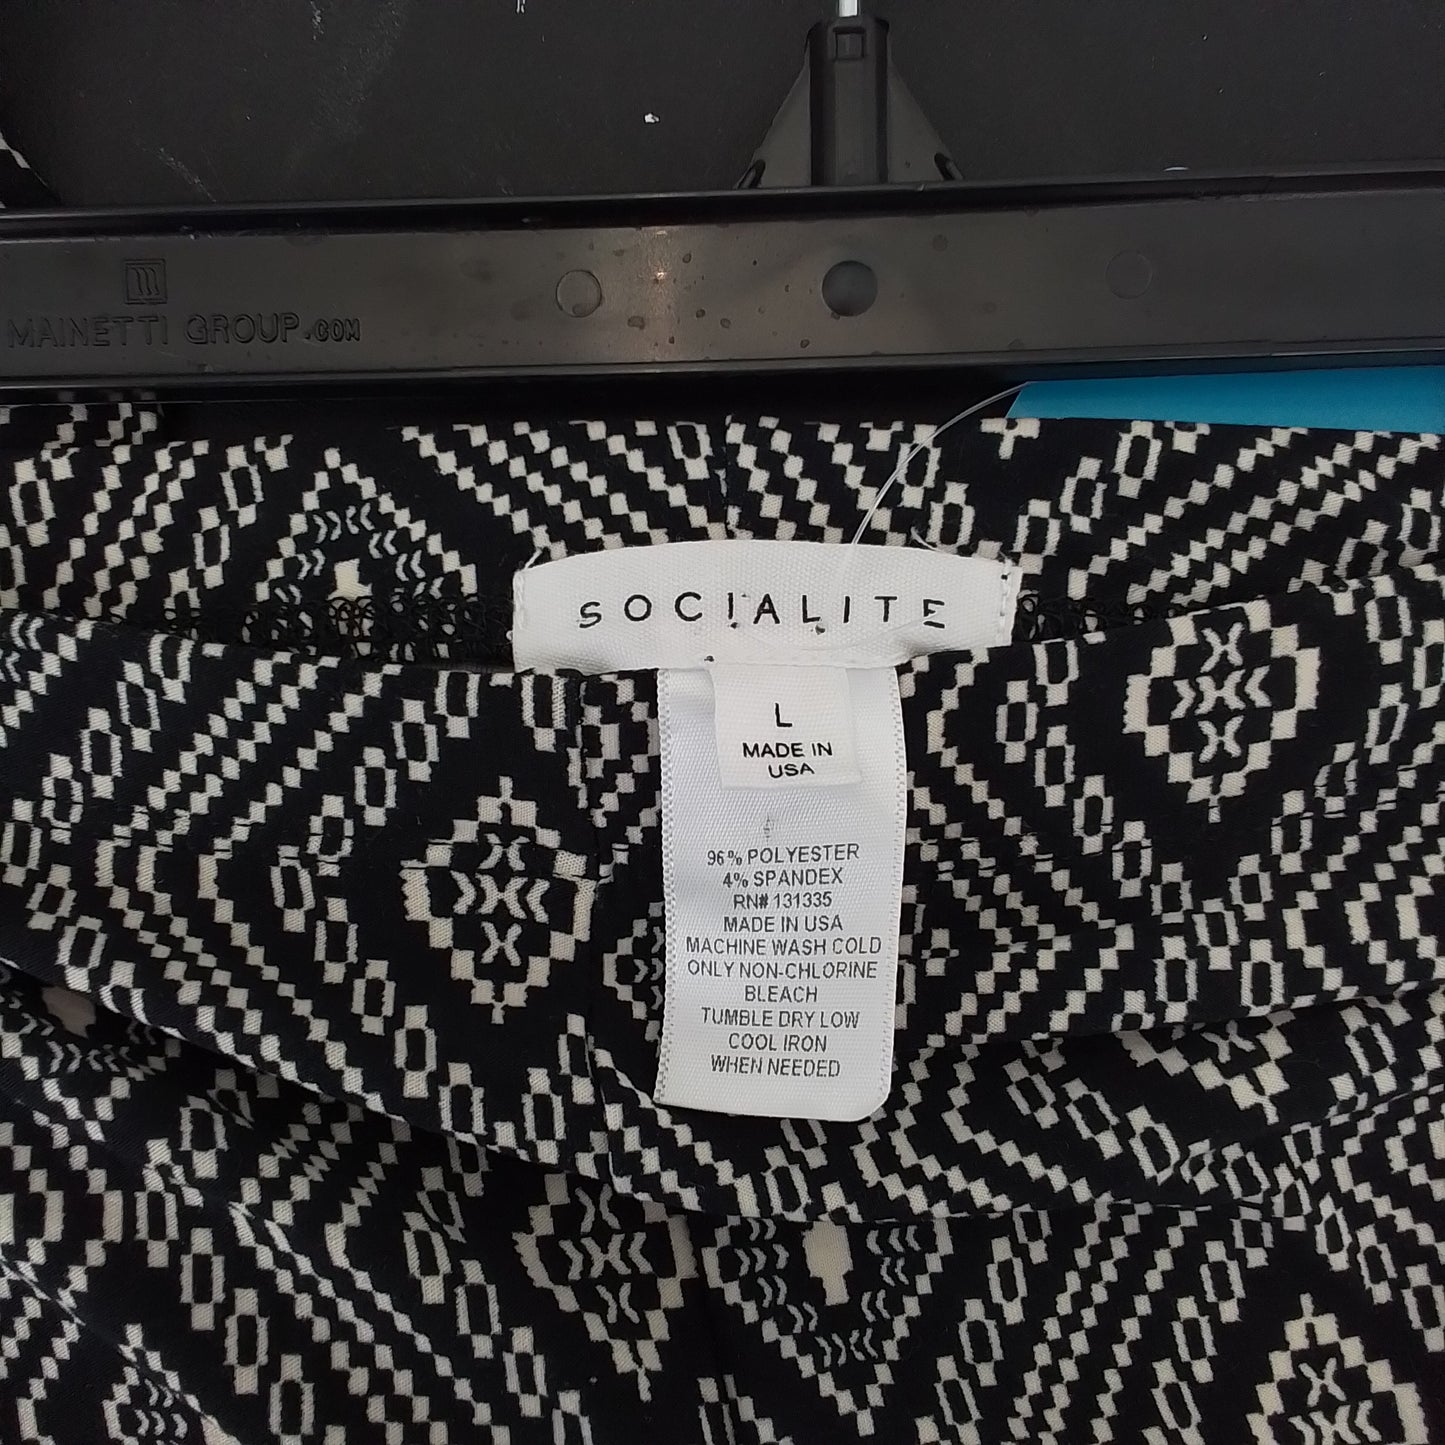 MAINETTI GROUP.COM
SOCIALITE
L
MADE IN
USA
96% POLYESTER
4% SPANDEX
RN# 131335
MADE IN USA
MACHINE WASH COLD
ONLY NON-CHLORINE
BLEACH
TUMBLE DRY LOW
COOL IRON
WHEN NEEDED